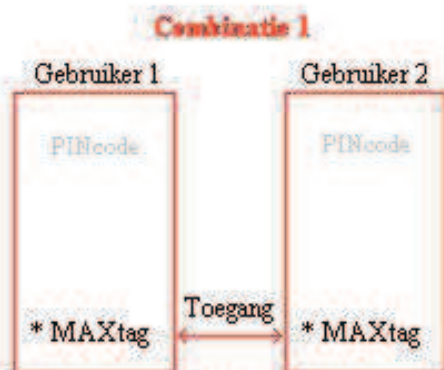 Combinatie 1
Gebruiker 1 Gebruiker 2
PINcode PINcode
Toegang
* MAXtag * MAXtag